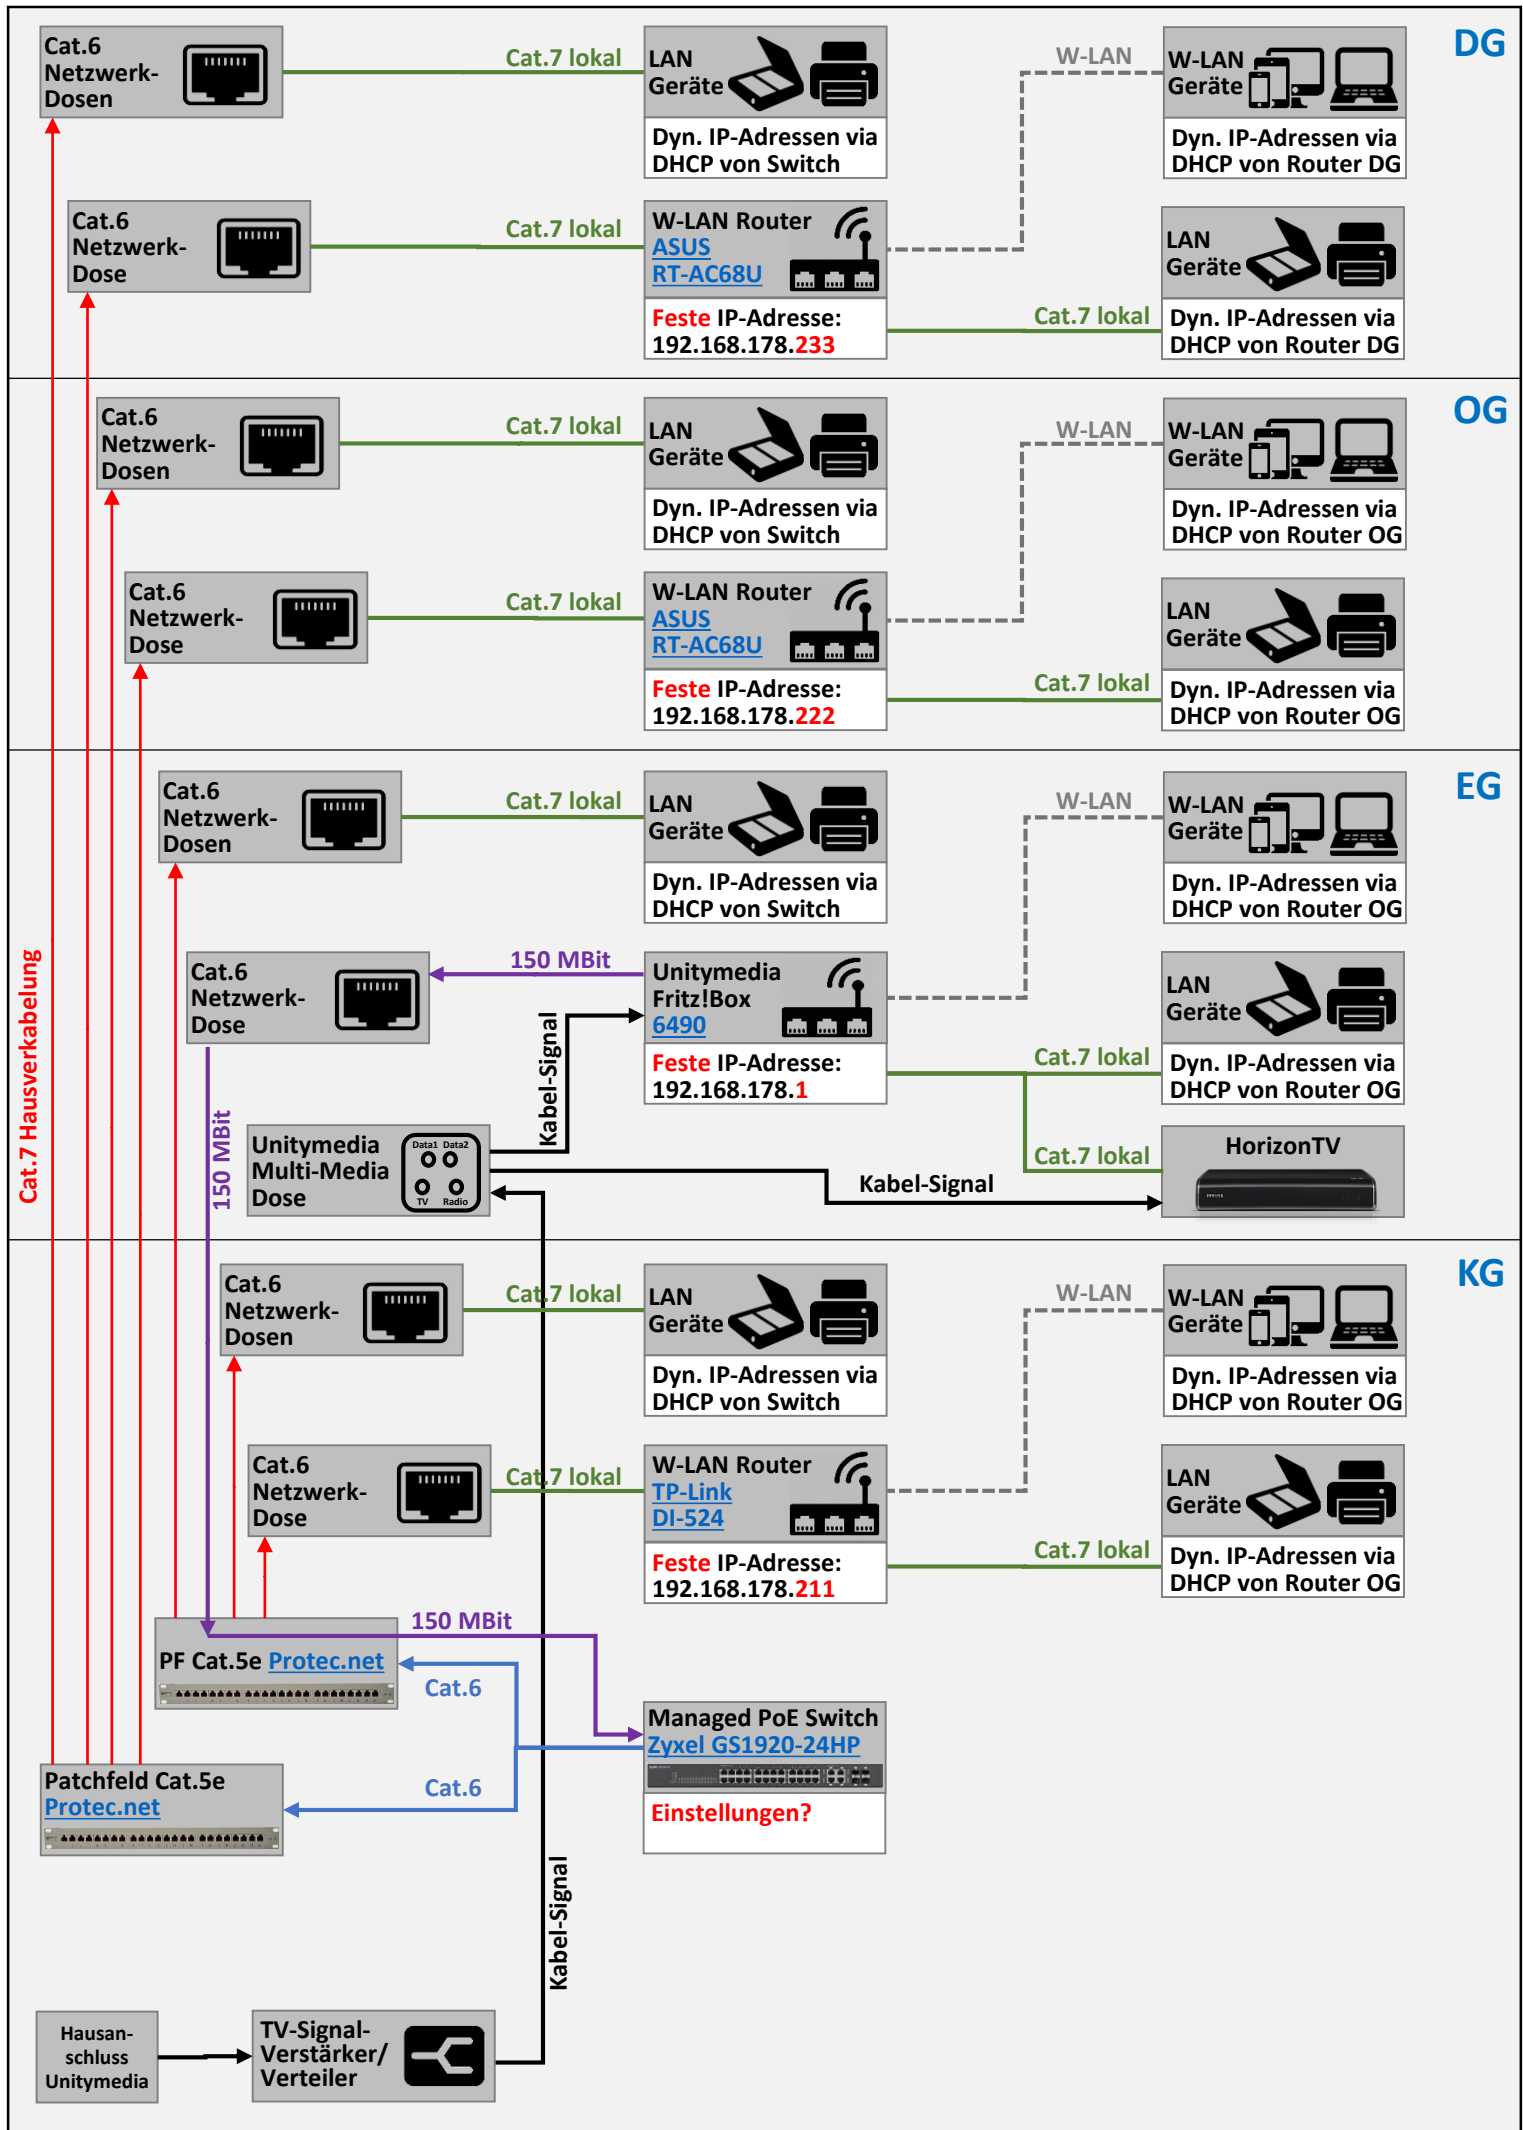 DG
Cat.6
Netzwerk-
Dosen
Cat.7 lokal
LAN
Geräte
Dyn. IP-Adressen via
DHCP von Switch
W-LAN
W-LAN
Geräte
Dyn. IP-Adressen via
DHCP von Router DG
Cat.6
Netzwerk-
Dose
Cat.7 lokal
W-LAN Router
ASUS
RT-AC68U
Feste IP-Adresse:
192.168.178.233
Cat.7 lokal
LAN
Geräte
Dyn. IP-Adressen via
DHCP von Router DG
OG
Cat.6
Netzwerk-
Dosen
Cat.7 lokal
LAN
Geräte
Dyn. IP-Adressen via
DHCP von Switch
W-LAN
W-LAN
Geräte
Dyn. IP-Adressen via
DHCP von Router OG
Cat.6
Netzwerk-
Dose
Cat.7 lokal
W-LAN Router
ASUS
RT-AC68U
Feste IP-Adresse:
192.168.178.222
Cat.7 lokal
LAN
Geräte
Dyn. IP-Adressen via
DHCP von Router OG
EG
Cat.7 Hausverkabelung
Cat.6
Netzwerk-
Dosen
Cat.7 lokal
LAN
Geräte
Dyn. IP-Adressen via
DHCP von Switch
W-LAN
W-LAN
Geräte
Dyn. IP-Adressen via
DHCP von Router OG
Cat.6
Netzwerk-
Dose
150 MBit
Unitymedia
Fritz!Box
6490
Feste IP-Adresse:
192.168.178.1
Cat.7 lokal
LAN
Geräte
Dyn. IP-Adressen via
DHCP von Router OG
150 MBit
Kabel-Signal
Unitymedia
Multi-Media
Dose
Data1 Data2
TV Radio
Kabel-Signal
Cat.7 lokal
HorizonTV
KG
Cat.6
Netzwerk-
Dosen
Cat.7 lokal
LAN
Geräte
Dyn. IP-Adressen via
DHCP von Switch
W-LAN
W-LAN
Geräte
Dyn. IP-Adressen via
DHCP von Router OG
Cat.6
Netzwerk-
Dose
Cat.7 lokal
W-LAN Router
TP-Link
DI-524
Feste IP-Adresse:
192.168.178.211
Cat.7 lokal
LAN
Geräte
Dyn. IP-Adressen via
DHCP von Router OG
150 MBit
PF Cat.5e Protec.net
Cat.6
Managed PoE Switch
Zyxel GS1920-24HP
Einstellungen?
Patchfeld Cat.5e
Protec.net
Cat.6
Kabel-Signal
Hausan-
schluss
Unitymedia
TV-Signal-
Verstärker/
Verteiler